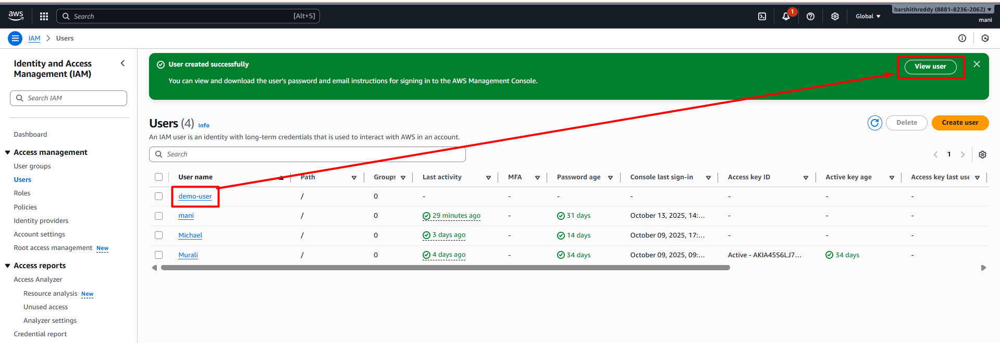 aws
Search [Alt+S]
1
Global
harshithreddy (8881-8236-2062)
mani
IAM > Users
Identity and Access Management (IAM)
Search IAM
Dashboard
Access management
User groups
Users
Roles
Policies
Identity providers
Account settings
Root access management New
Access reports
Access Analyzer
Resource analysis New
Unused access
Analyzer settings
Credential report
User created successfully
You can view and download the user's password and email instructions for signing in to the AWS Management Console.
View user
Users (4) Info
An IAM user is an identity with long-term credentials that is used to interact with AWS in an account.
Delete
Create user
Search
1
User name Path Groups Last activity MFA Password age Console last sign-in Access key ID Active key age Access key last use
demo-user / 0 - - - - - - -
mani / 0 29 minutes ago - 31 days October 13, 2025, 14:... - - -
Michael / 0 3 days ago - 14 days October 09, 2025, 17:... - - -
Murali / 0 4 days ago - 34 days October 09, 2025, 09:... Active - AKIA45S6LJ7... 34 days -